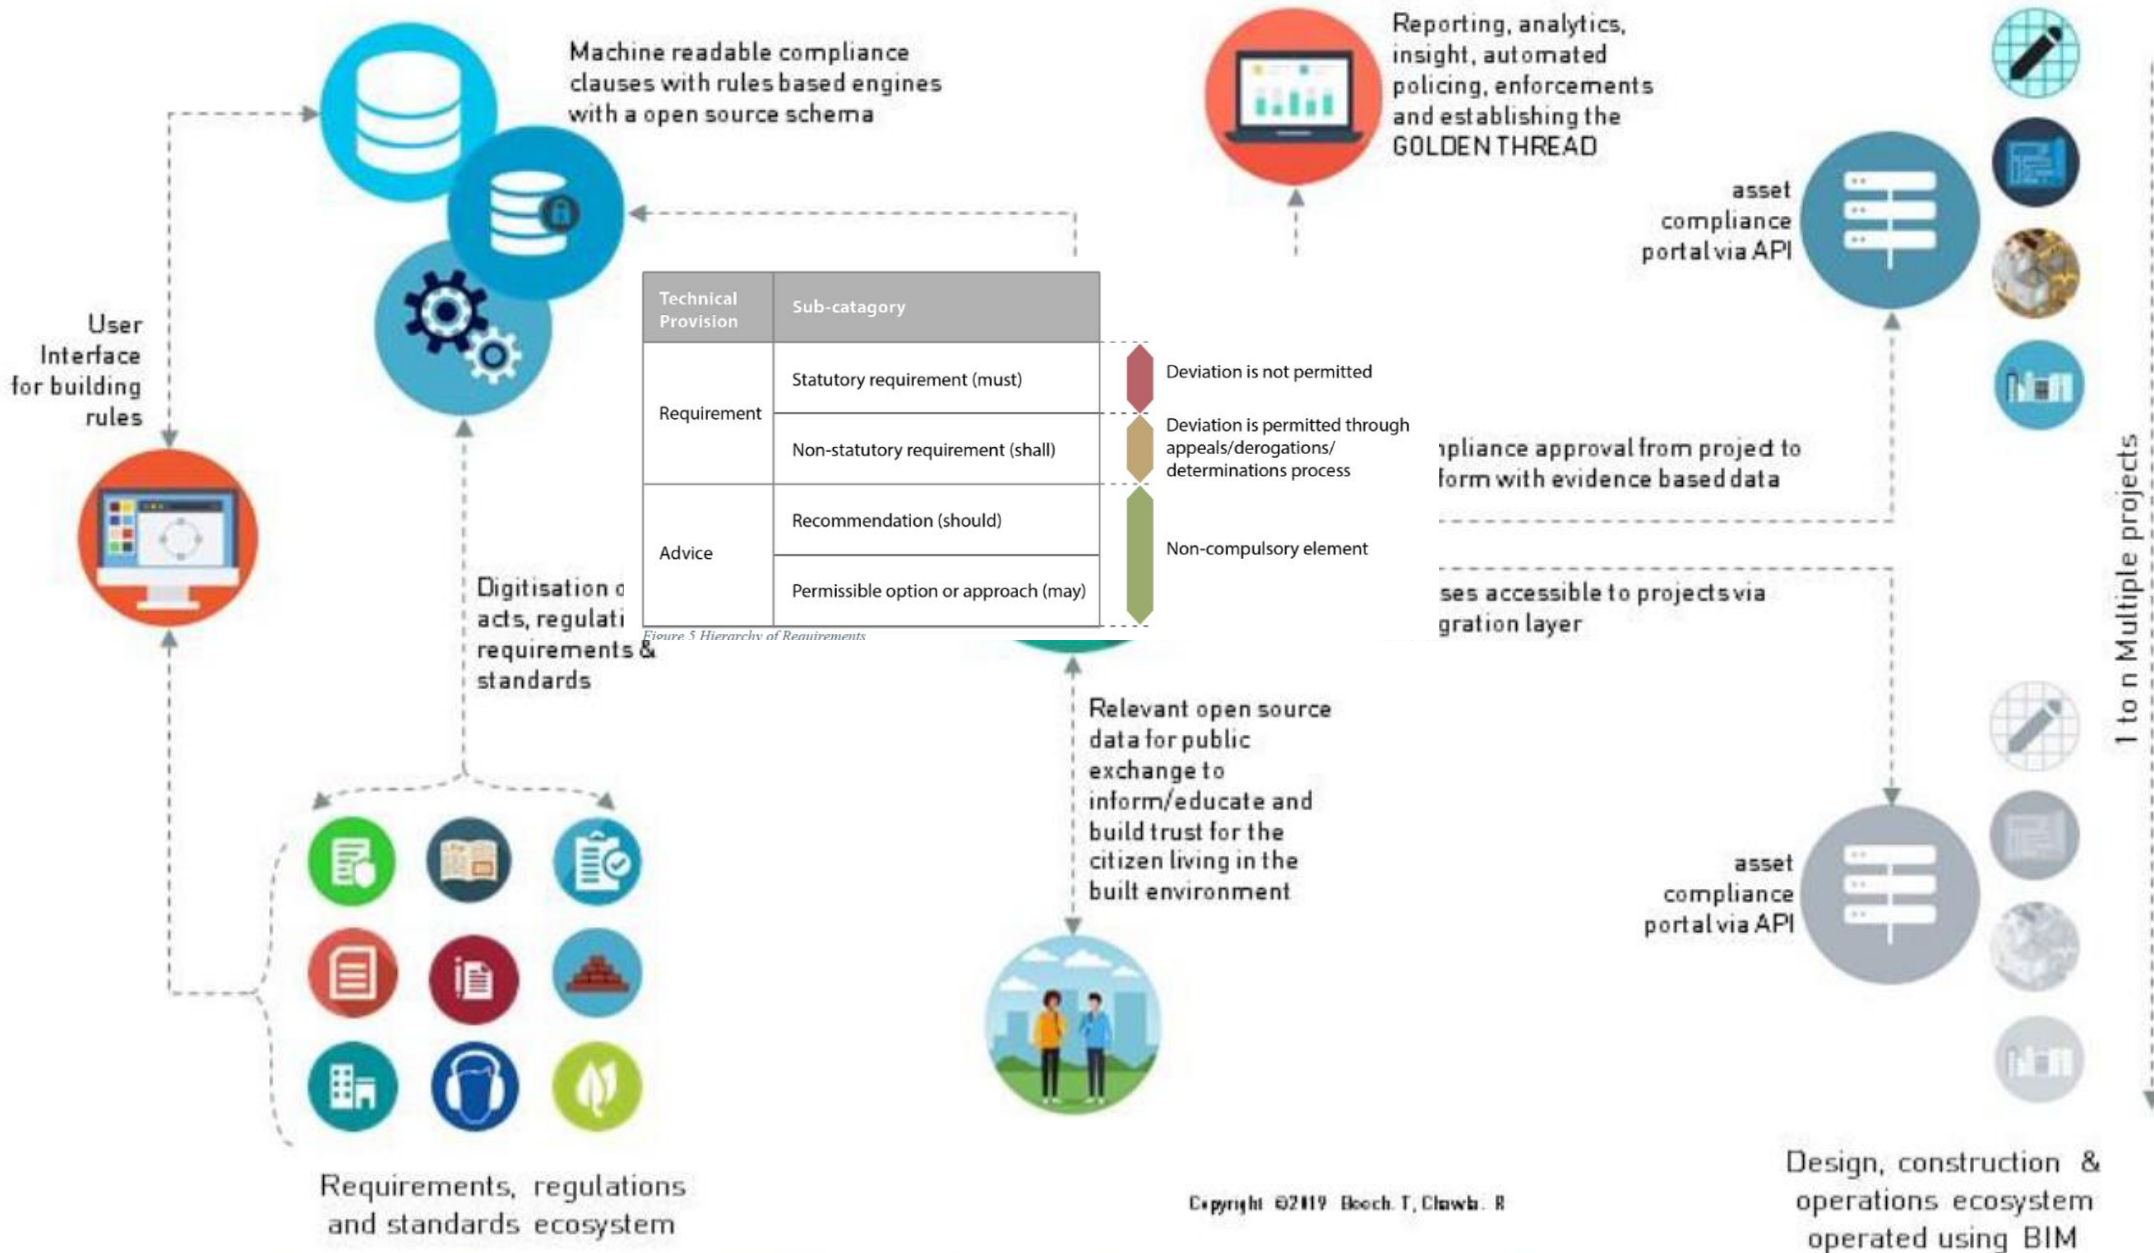 Machine readable compliance
clauses with rules based engines
with a open source schema
Reporting, analytics,
insight, automated
policing, enforcements
and establishing the
GOLDEN THREAD
asset
compliance
portal via API
User
Interface
for building
rules
Technical
Provision
Sub-catagory
Requirement
Statutory requirement (must)
Non-statutory requirement (shall)
Advice
Recommendation (should)
Permissible option or approach (may)
Deviation is not permitted
Deviation is permitted through
appeals/derogations/
determinations process
Non-compulsory element
Figure 5 Hierarchy of Requirements
approval from project to
with evidence based data
accessible to projects via
layer
1 to n Multiple projects
Digitisation
acts,
requirements &
standards
Relevant open source
data for public
exchange to
inform/educate and
build trust for the
citizen living in the
built environment
asset
compliance
portal via API
Requirements, regulations
and standards ecosystem
Copyright ©2019 Booch. T, Chawla. R
Design, construction &
operations ecosystem
operated using BIM